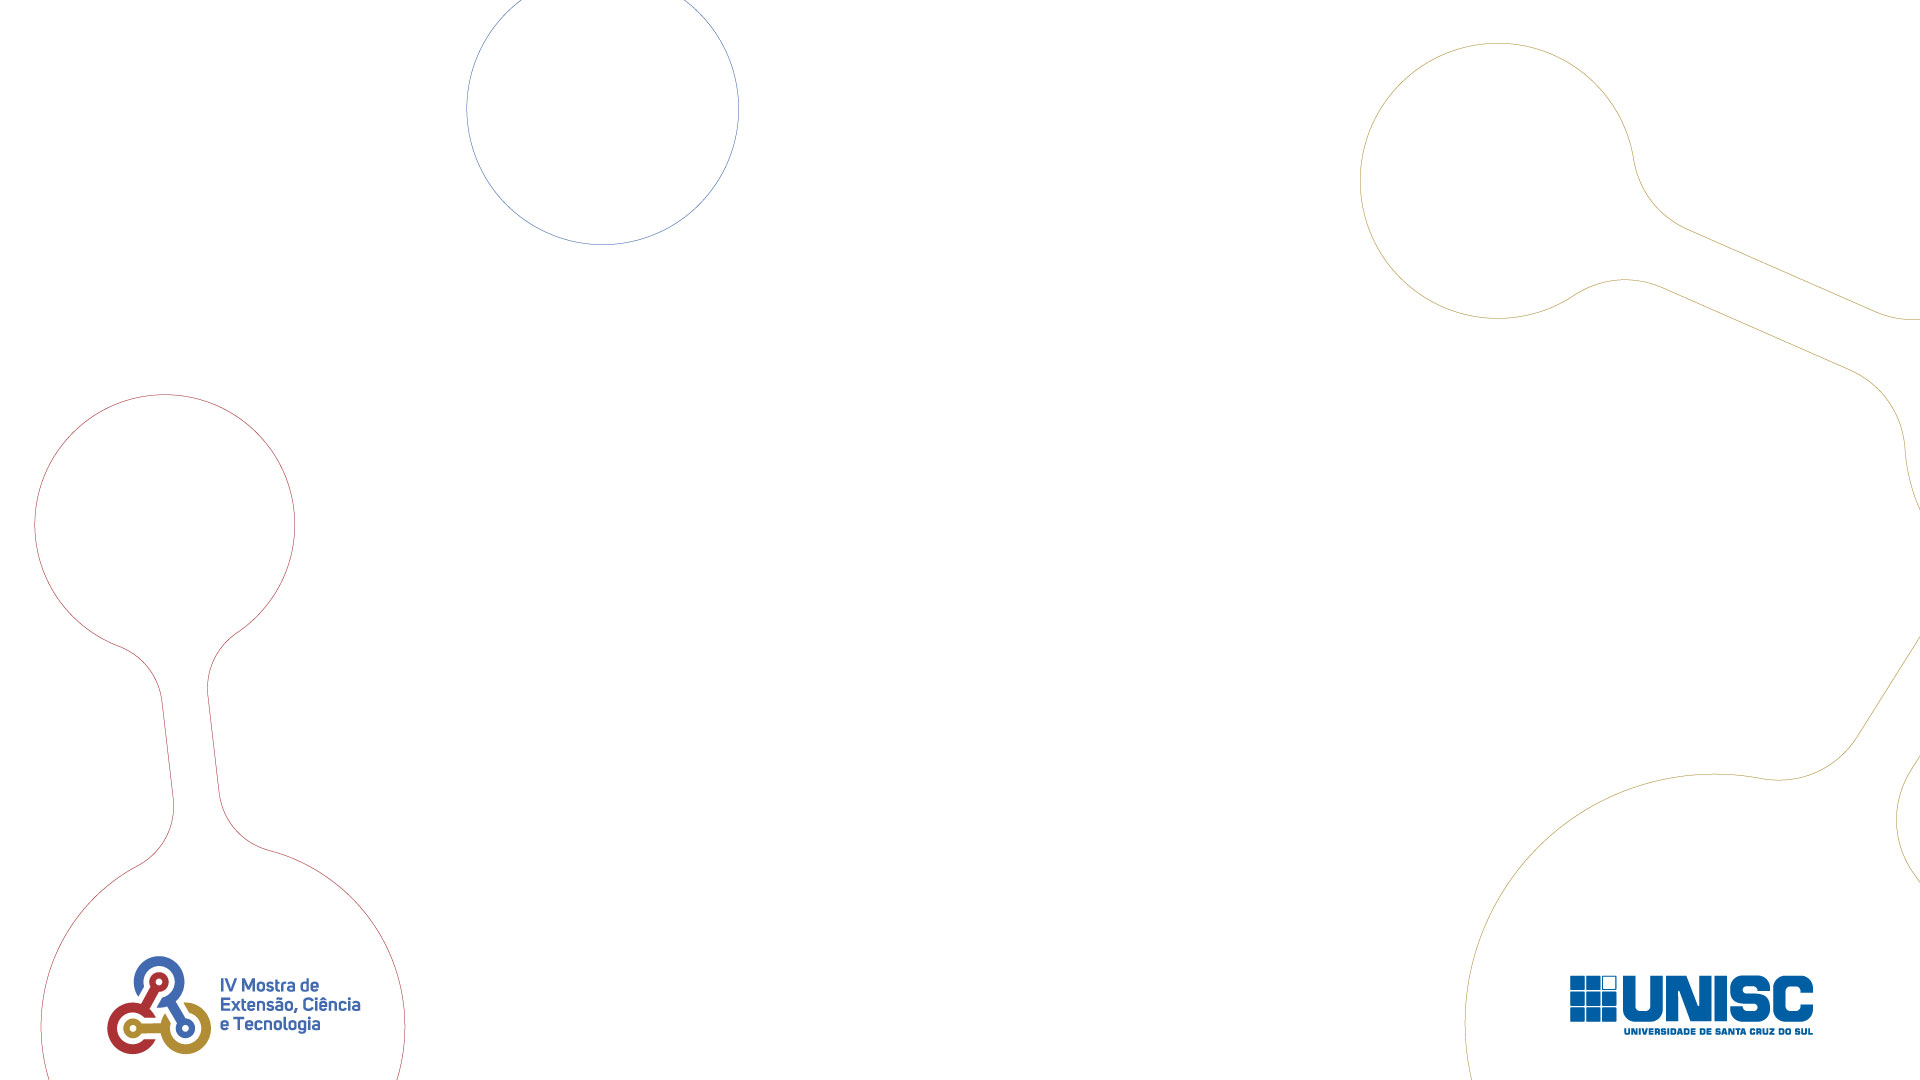 IV Mostra de
Extensão, Ciência
e Tecnologia
UNISC
UNIVERSIDADE DE SANTA CRUZ DO SUL